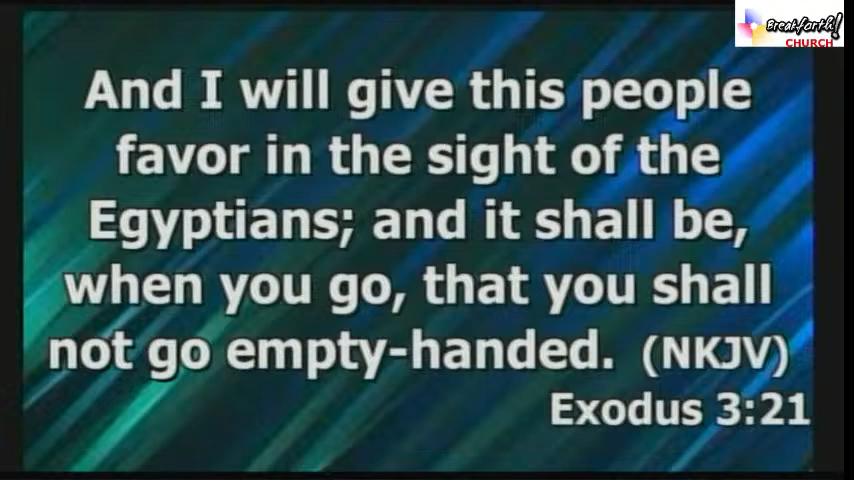 Breakforth!
CHURCH
And I will give this people
favor in the sight of the
Egyptians; and it shall be,
when you go, that you shall
not go empty-handed. (NKJV)
Exodus 3:21